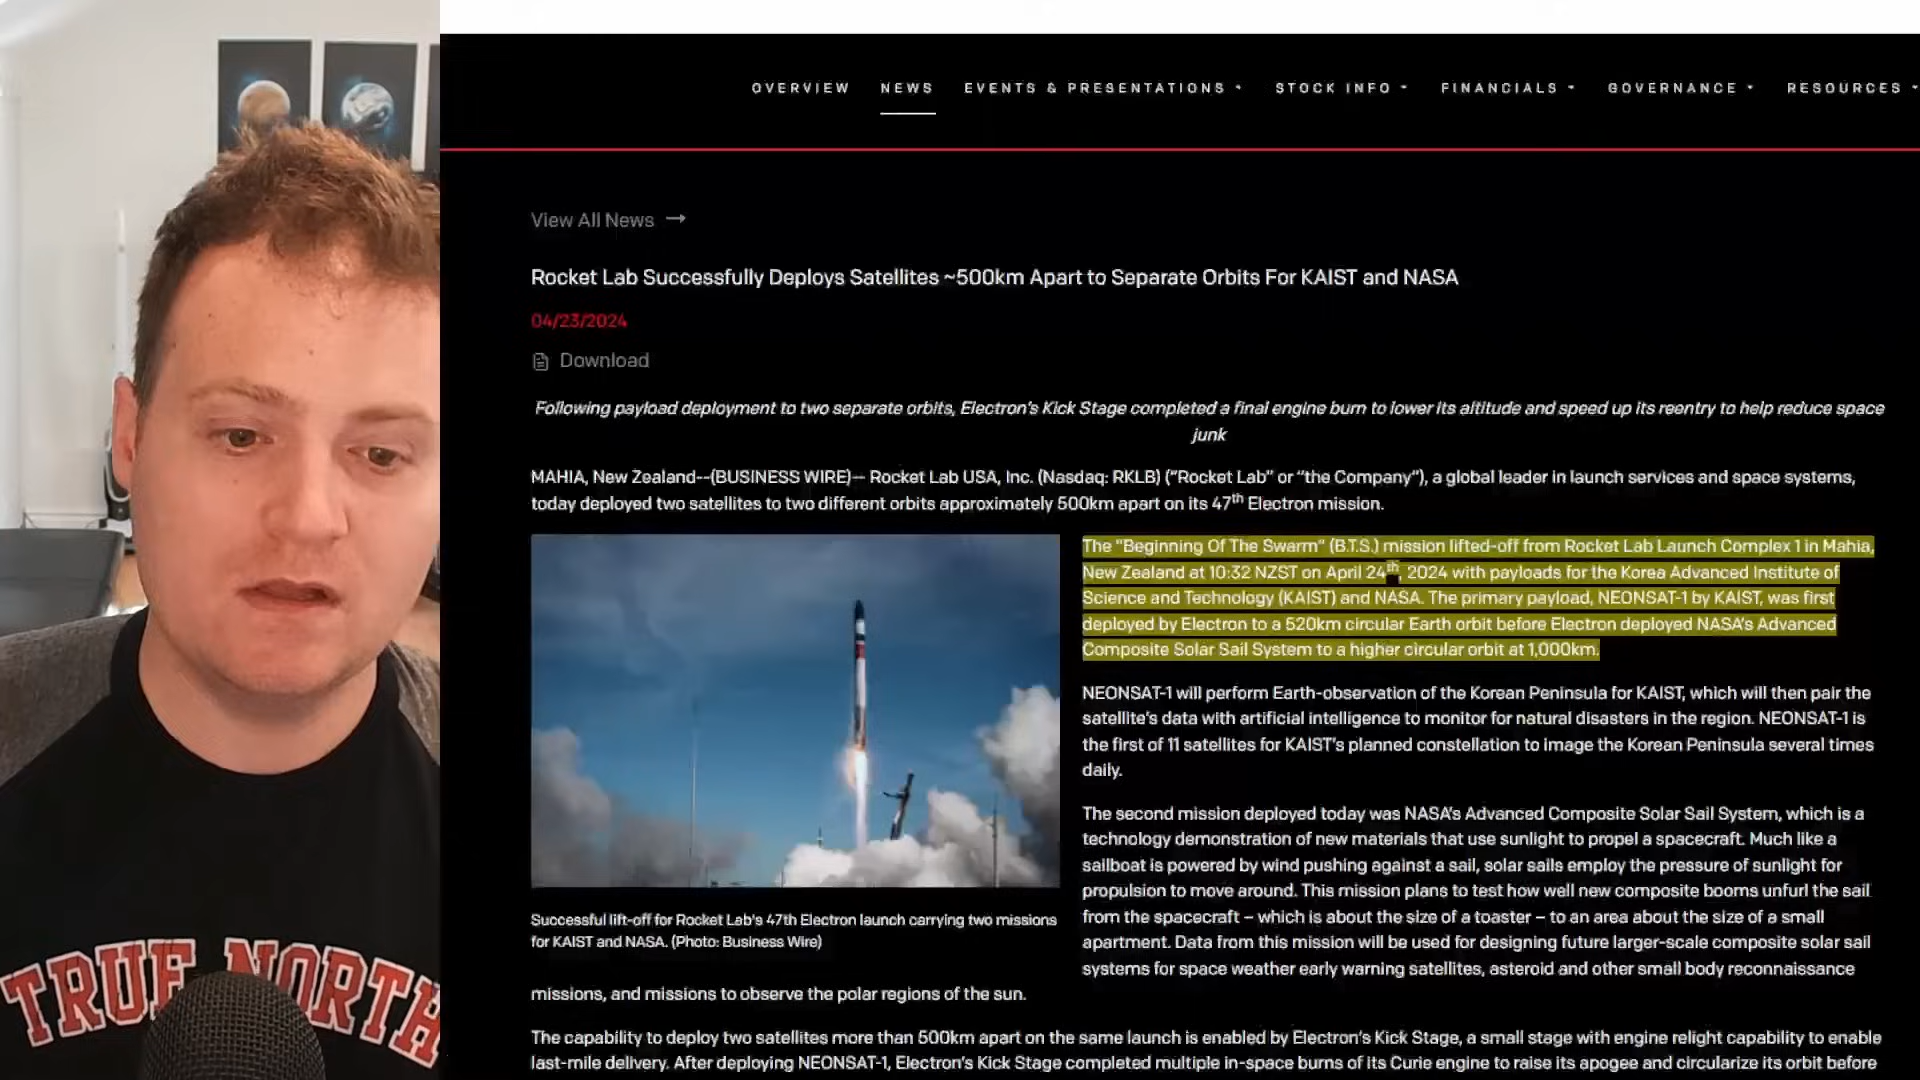 OVERVIEW NEWS EVENTS & PRESENTATIONS STOCK INFO FINANCIALS GOVERNANCE RESOURCES
View All News →
Rocket Lab Successfully Deploys Satellites ~500km Apart to Separate Orbits For KAIST and NASA
04/23/2024
Download
Following payload deployment to two separate orbits, Electron's Kick Stage completed a final engine burn to lower its altitude and speed up its reentry to help reduce space
junk
MAHIA, New Zealand--(BUSINESS WIRE)-- Rocket Lab USA, Inc. (Nasdaq: RKLB) ("Rocket Lab" or "the Company"), a global leader in launch services and space systems,
today deployed two satellites to two different orbits approximately 500km apart on its 47th Electron mission.
The "Beginning Of The Swarm" (B.T.S.) mission lifted-off from Rocket Lab Launch Complex 1 in Mahia,
New Zealand at 10:32 NZST on April 24th, 2024 with payloads for the Korea Advanced Institute of
Science and Technology (KAIST) and NASA. The primary payload, NEONSAT-1 by KAIST, was first
deployed by Electron to a 520km circular Earth orbit before Electron deployed NASA's Advanced
Composite Solar Sail System to a higher circular orbit at 1,000km.
NEONSAT-1 will perform Earth-observation of the Korean Peninsula for KAIST, which will then pair the
satellite's data with artificial intelligence to monitor for natural disasters in the region. NEONSAT-1 is
the first of 11 satellites for KAIST's planned constellation to image the Korean Peninsula several times
daily.
The second mission deployed today was NASA's Advanced Composite Solar Sail System, which is a
technology demonstration of new materials that use sunlight to propel a spacecraft. Much like a
sailboat is powered by wind pushing against a sail, solar sails employ the pressure of sunlight for
propulsion to move around. This mission plans to test how well new composite booms unfurl the sail
from the spacecraft – which is about the size of a toaster – to an area about the size of a small
apartment. Data from this mission will be used for designing future larger-scale composite solar sail
systems for space weather early warning satellites, asteroid and other small body reconnaissance
missions, and missions to observe the polar regions of the sun.
Successful lift-off for Rocket Lab's 47th Electron launch carrying two missions
for KAIST and NASA. (Photo: Business Wire)
The capability to deploy two satellites more than 500km apart on the same launch is enabled by Electron's Kick Stage, a small stage with engine relight capability to enable
last-mile delivery. After deploying NEONSAT-1, Electron's Kick Stage completed multiple in-space burns of its Curie engine to raise its apogee and circularize its orbit before
TRUE NORTH